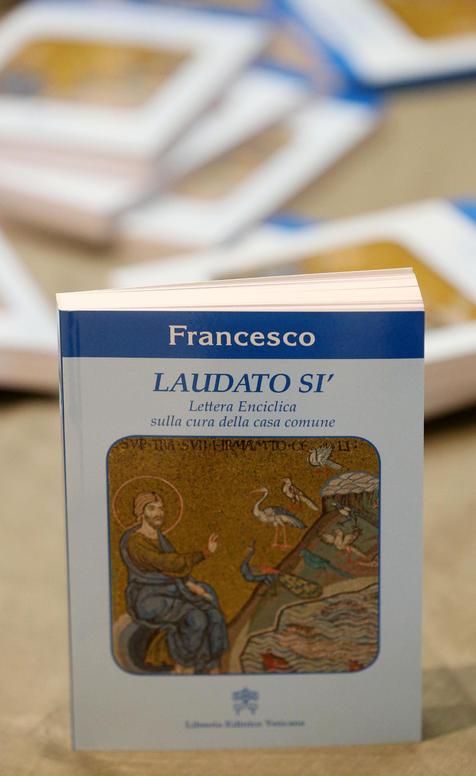 Francesco
LAUDATO SI'
Lettera Enciclica
sulla cura della casa comune
Libreria Editrice Vaticana